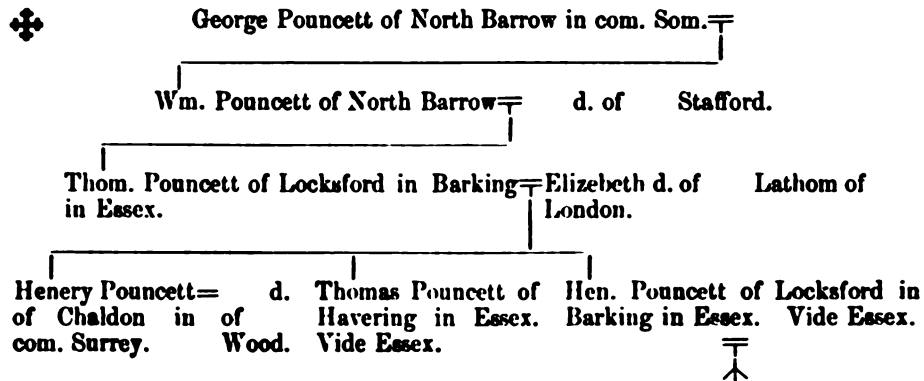 George Pouncett of North Barrow in com. Som.
Wm. Pouncett of North Barrow= d. of Stafford.
Thom. Pouncett of Locksford in Barking=Elizebeth d. of Lathom of
in Essex. London.
Henery Pouncett= d. Thomas Pouncett of Hen. Pouncett of Locksford in
of Chaldon in of Havering in Essex. Barking in Essex. Vide Essex.
com. Surrey. Wood. Vide Essex.